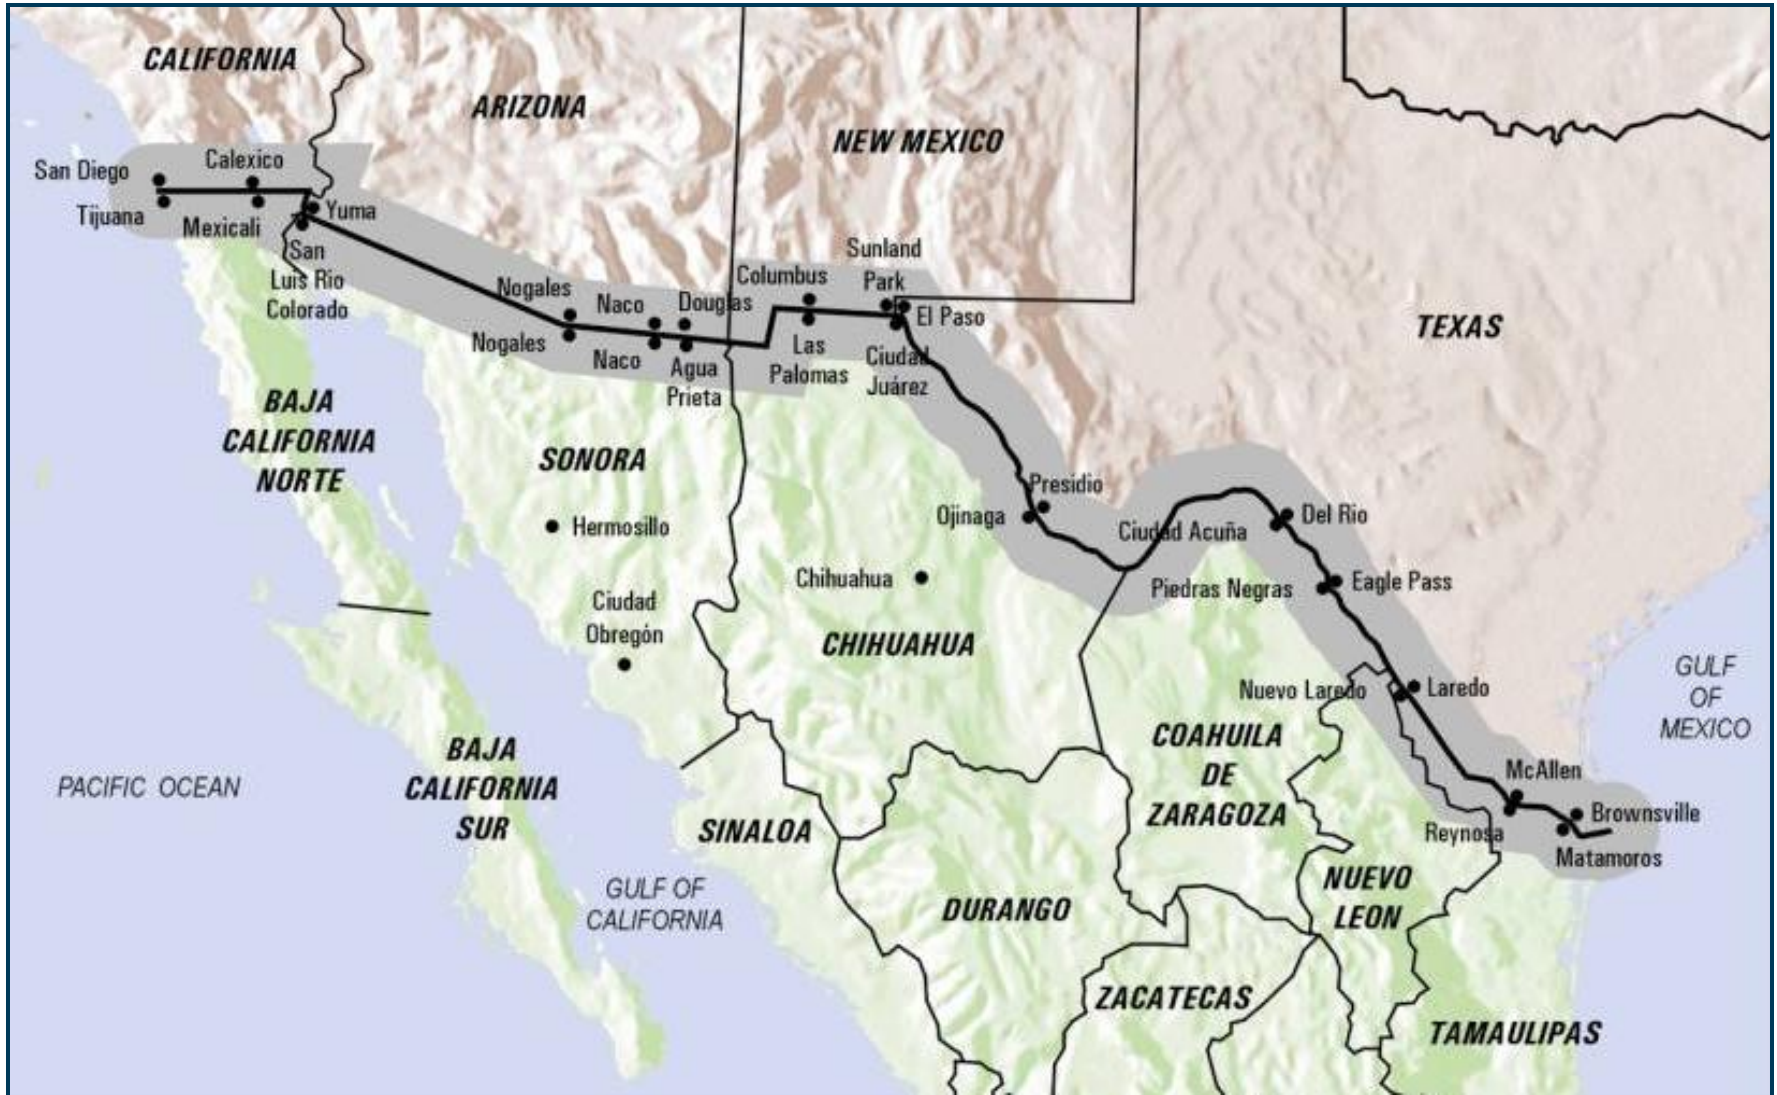 CALIFORNIA
ARIZONA
NEW MEXICO
TEXAS
San Diego
Calexico
Tijuana
Mexicali
Yuma
San
Luis Rio
Colorado
Nogales
Nogales
Naco
Naco
Douglas
Agua
Prieta
Columbus
Las
Palomas
Sunland
Park
El Paso
Ciudad
Juárez
Presidio
Ojinaga
Ciudad Acuña
Del Rio
Piedras Negras
Eagle Pass
Nuevo Laredo
Laredo
McAllen
Reynosa
Brownsville
Matamoros
BAJA
CALIFORNIA
NORTE
SONORA
Hermosillo
Ciudad
Obregón
Chihuahua
CHIHUAHUA
COAHUILA
DE
ZARAGOZA
GULF
OF
MEXICO
PACIFIC OCEAN
BAJA
CALIFORNIA
SUR
SINALOA
GULF OF
CALIFORNIA
DURANGO
NUEVO
LEON
ZACATECAS
TAMAULIPAS